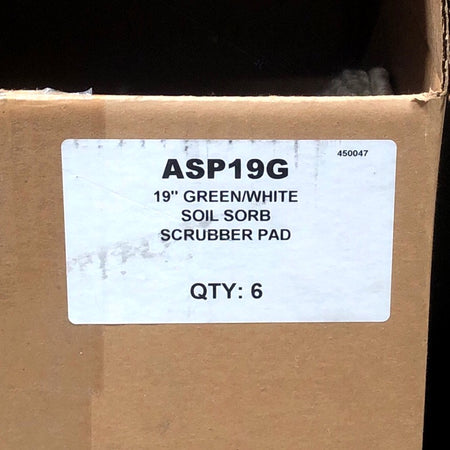 450047
ASP19G
19" GREEN/WHITE
SOIL SORB
SCRUBBER PAD
QTY: 6